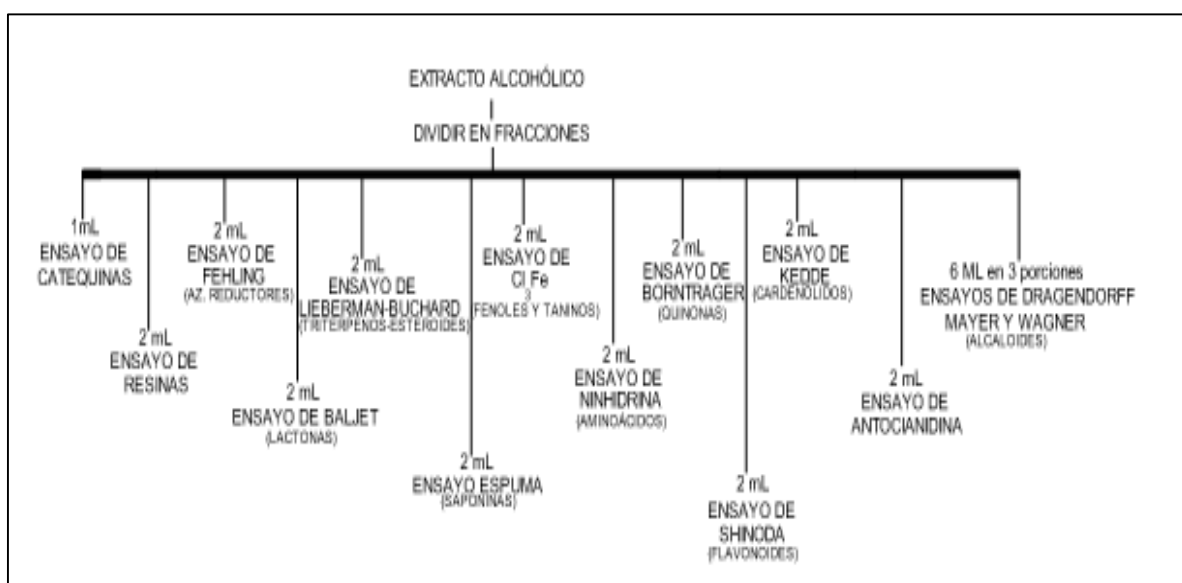 EXTRACTO ALCOHÓLICO
DIVIDIR EN FRACCIONES
1mL
ENSAYO DE
CATEQUINAS
2 mL
ENSAYO DE
RESINAS
2 mL
ENSAYO DE
FEHLING
(AZ. REDUCTORES)
2 mL
ENSAYO DE BALJET
(LACTONAS)
2 mL
ENSAYO DE
LIEBERMAN-BUCHARD
(TRITERPENOS-ESTEROIDES)
2 mL
ENSAYO ESPUMA
(SAPONINAS)
2 mL
ENSAYO DE
Cl Fe
3
FENOLES Y TANINOS)
2 mL
ENSAYO DE
NINHIDRINA
(AMINOÁCIDOS)
2 mL
ENSAYO DE
BORNTRAGER
(QUINONAS)
2 mL
ENSAYO DE
SHINODA
(FLAVONOIDES)
2 mL
ENSAYO DE
KEDDE
(CARDENÓLIDOS)
2 mL
ENSAYO DE
ANTOCIANIDINA
6 ML en 3 porciones
ENSAYOS DE DRAGENDORFF
MAYER Y WAGNER
(ALCALOIDES)